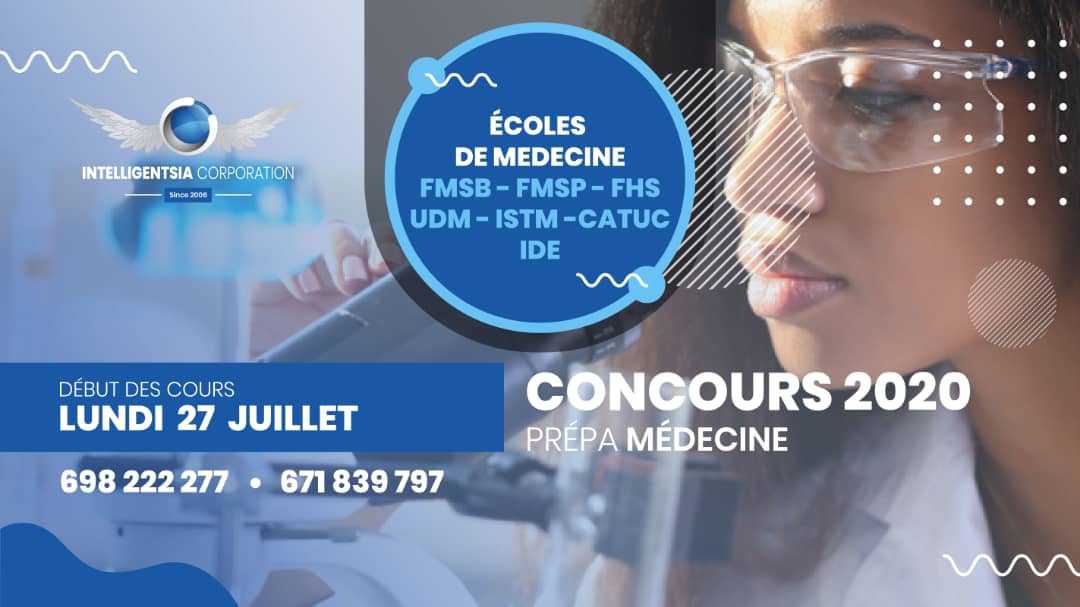 INTELLIGENTSIA CORPORATION
Since 2006
ÉCOLES
DE MEDECINE
FMSB - FMSP - FHS
UDM - ISTM -CATUC
IDE
DÉBUT DES COURS
LUNDI 27 JUILLET
698 222 277 • 671 839 797
CONCOURS 2020
PRÉPA MÉDECINE